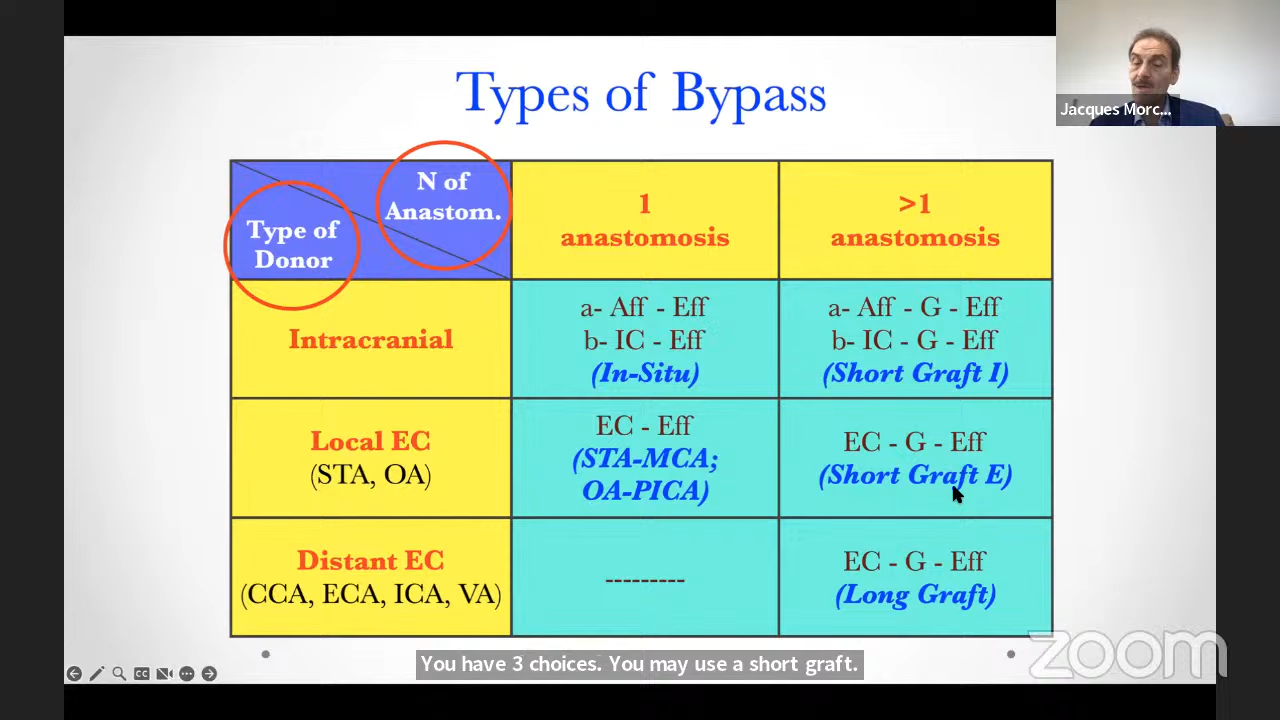 Jacques Morc...
Types of Bypass
N of
Anastom.
Type of
Donor
1
anastomosis
>1
anastomosis
Intracranial
a- Aff - Eff
b- IC - Eff
(In-Situ)
a- Aff - G - Eff
b- IC - G - Eff
(Short Graft I)
Local EC
(STA, OA)
EC - Eff
(STA-MCA;
OA-PICA)
EC - G - Eff
(Short Graft E)
Distant EC
(CCA, ECA, ICA, VA)
---------
EC - G - Eff
(Long Graft)
You have 3 choices. You may use a short graft.
CC
zoom